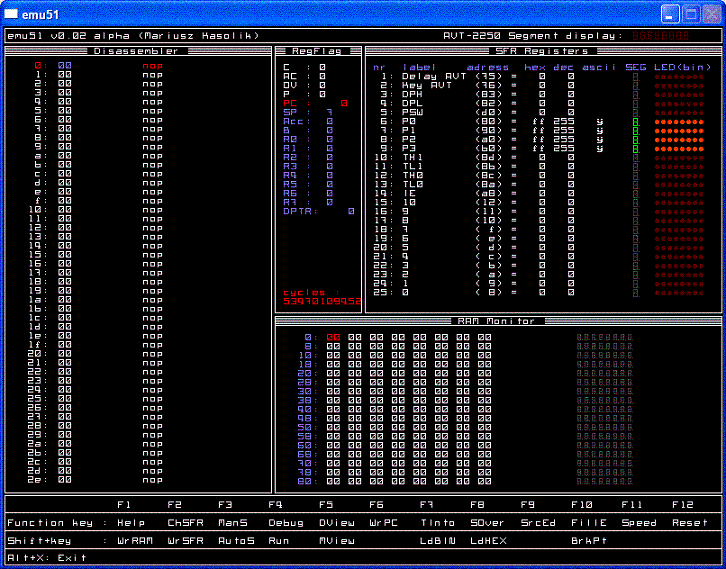 emu51
emu51 v0.02 alpha (Mariusz Kasolik) AVT-2250 Segment display:
Disassembler
0: 00 nop
1: 00 nop
2: 00 nop
3: 00 nop
4: 00 nop
5: 00 nop
6: 00 nop
7: 00 nop
8: 00 nop
9: 00 nop
a: 00 nop
b: 00 nop
c: 00 nop
d: 00 nop
e: 00 nop
f: 00 nop
10: 00 nop
11: 00 nop
12: 00 nop
13: 00 nop
14: 00 nop
15: 00 nop
16: 00 nop
17: 00 nop
18: 00 nop
19: 00 nop
1a: 00 nop
1b: 00 nop
1c: 00 nop
1d: 00 nop
1e: 00 nop
1f: 00 nop
20: 00 nop
21: 00 nop
22: 00 nop
23: 00 nop
24: 00 nop
25: 00 nop
26: 00 nop
27: 00 nop
28: 00 nop
29: 00 nop
2a: 00 nop
2b: 00 nop
2c: 00 nop
2d: 00 nop
2e: 00 nop
RegFlag
C : 0
AC : 0
OV : 0
P : 0
PC : 0
SP : 7
Acc: 0
B : 0
R0 : 0
R1 : 0
R2 : 0
R3 : 0
R4 : 0
R5 : 0
R6 : 0
R7 : 0
DPTR: 0
cycles :
53970109952
SFR Registers
nr label adress hex dec ascii SEG LED(bin)
1: Delay AVT (75) = 0 0
2: Key AVT (76) = 0 0
3: DPH (83) = 0 0
4: DPL (82) = 0 0
5: PSW (d0) = 0 0
6: P0 (80) = ff 255 y
7: P1 (90) = ff 255 y
8: P2 (a0) = ff 255 y
9: P3 (b0) = ff 255 y
10: TH1 (8d) = 0 0
11: TL1 (8b) = 0 0
12: TH0 (8c) = 0 0
13: TL0 (8a) = 0 0
14: IE (a8) = 0 0
15: 10 (12) = 0 0
16: 9 (11) = 0 0
17: 8 (10) = 0 0
18: 7 ( f) = 0 0
19: 6 ( e) = 0 0
20: 5 ( d) = 0 0
21: 4 ( c) = 0 0
22: 3 ( b) = 0 0
23: 2 ( a) = 0 0
24: 1 ( 9) = 0 0
25: 0 ( 8) = 0 0
RAM Monitor
0: 00 00 00 00 00 00 00 00
8: 00 00 00 00 00 00 00 00
10: 00 00 00 00 00 00 00 00
18: 00 00 00 00 00 00 00 00
20: 00 00 00 00 00 00 00 00
28: 00 00 00 00 00 00 00 00
30: 00 00 00 00 00 00 00 00
38: 00 00 00 00 00 00 00 00
40: 00 00 00 00 00 00 00 00
48: 00 00 00 00 00 00 00 00
50: 00 00 00 00 00 00 00 00
58: 00 00 00 00 00 00 00 00
60: 00 00 00 00 00 00 00 00
68: 00 00 00 00 00 00 00 00
70: 00 00 00 00 00 00 00 00
78: 00 00 00 00 00 00 00 00
80: 00 00 00 00 00 00 00 00
F1 F2 F3 F4 F5 F6 F7 F8 F9 F10 F11 F12
Function key : Help ChSFR ManS Debug DView WrPC TInto SOver SrcEd FillE Speed Reset
Shift+key : WrRAM WrSFR AutoS Run MView LdBIN LdHEX BrkPt
Alt+X: Exit